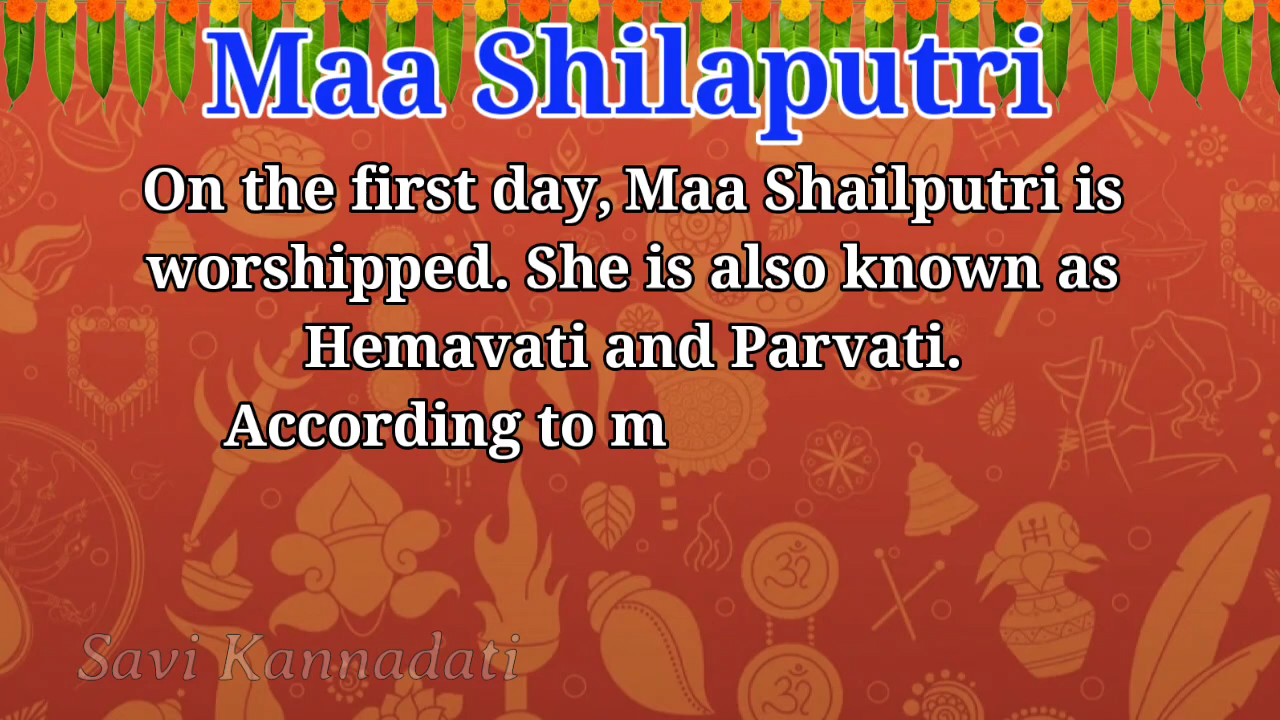 Maa Shilaputri
On the first day, Maa Shailputri is
worshipped. She is also known as
Hemavati and Parvati.
According to m
Savi Kannadati